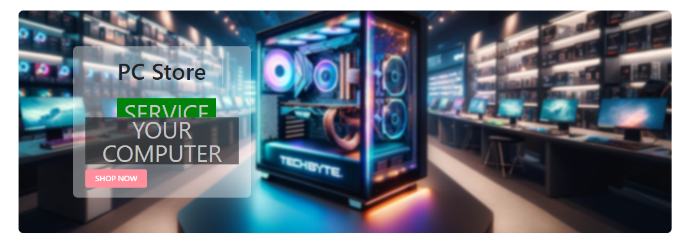 PC Store
SERVICE
YOUR
COMPUTER
SHOP NOW
TECHBYTE.